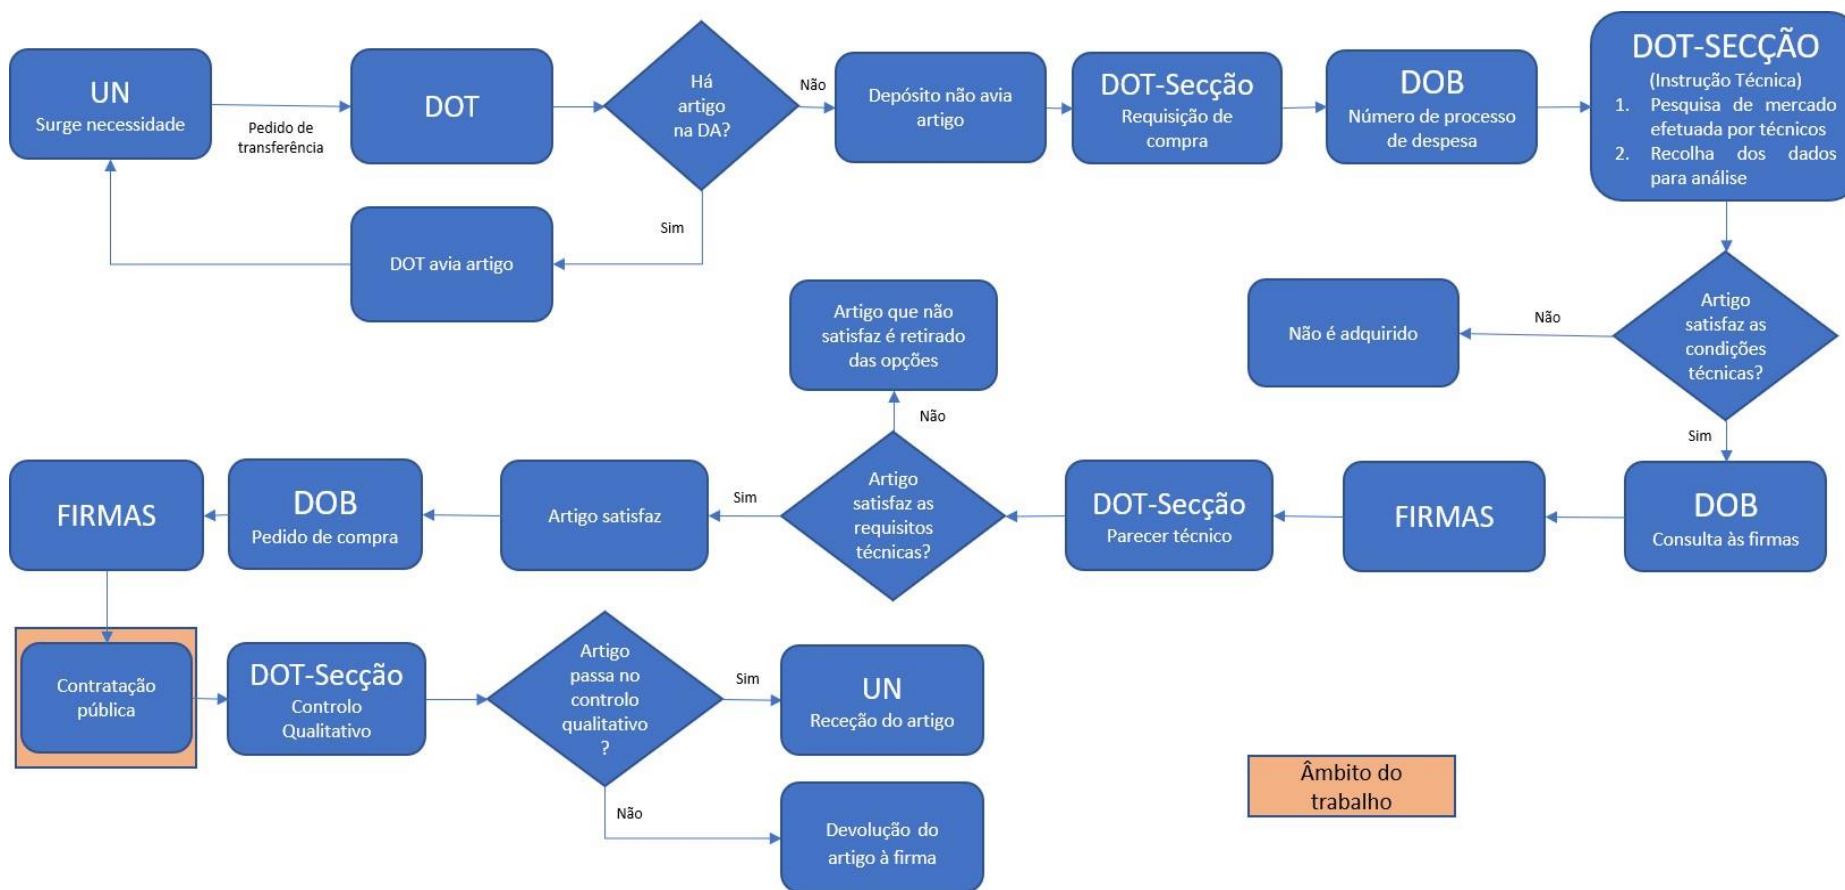 UN
Surge necessidade
Pedido de
transferência
DOT
Há
artigo
na DA?
Não
Depósito não avia
artigo
DOT-Secção
Requisição de
compra
DOB
Número de processo
de despesa
DOT-SECÇÃO
(Instrução Técnica)
1. Pesquisa de mercado
efetuada por técnicos
2. Recolha dos dados
para análise
Sim
DOT avia artigo
Artigo que não
satisfaz é retirado
das opções
Não é adquirido
Não
Artigo
satisfaz as
condições
técnicas?
Não
Sim
FIRMAS
DOB
Pedido de compra
Artigo satisfaz
Sim
Artigo
satisfaz as
requisitos
técnicas?
DOT-Secção
Parecer técnico
FIRMAS
DOB
Consulta às firmas
Contratação
pública
DOT-Secção
Controlo
Qualitativo
Artigo
passa no
controlo
qualitativo
?
Sim
UN
Receção do artigo
Não
Devolução do
artigo à firma
Âmbito do
trabalho